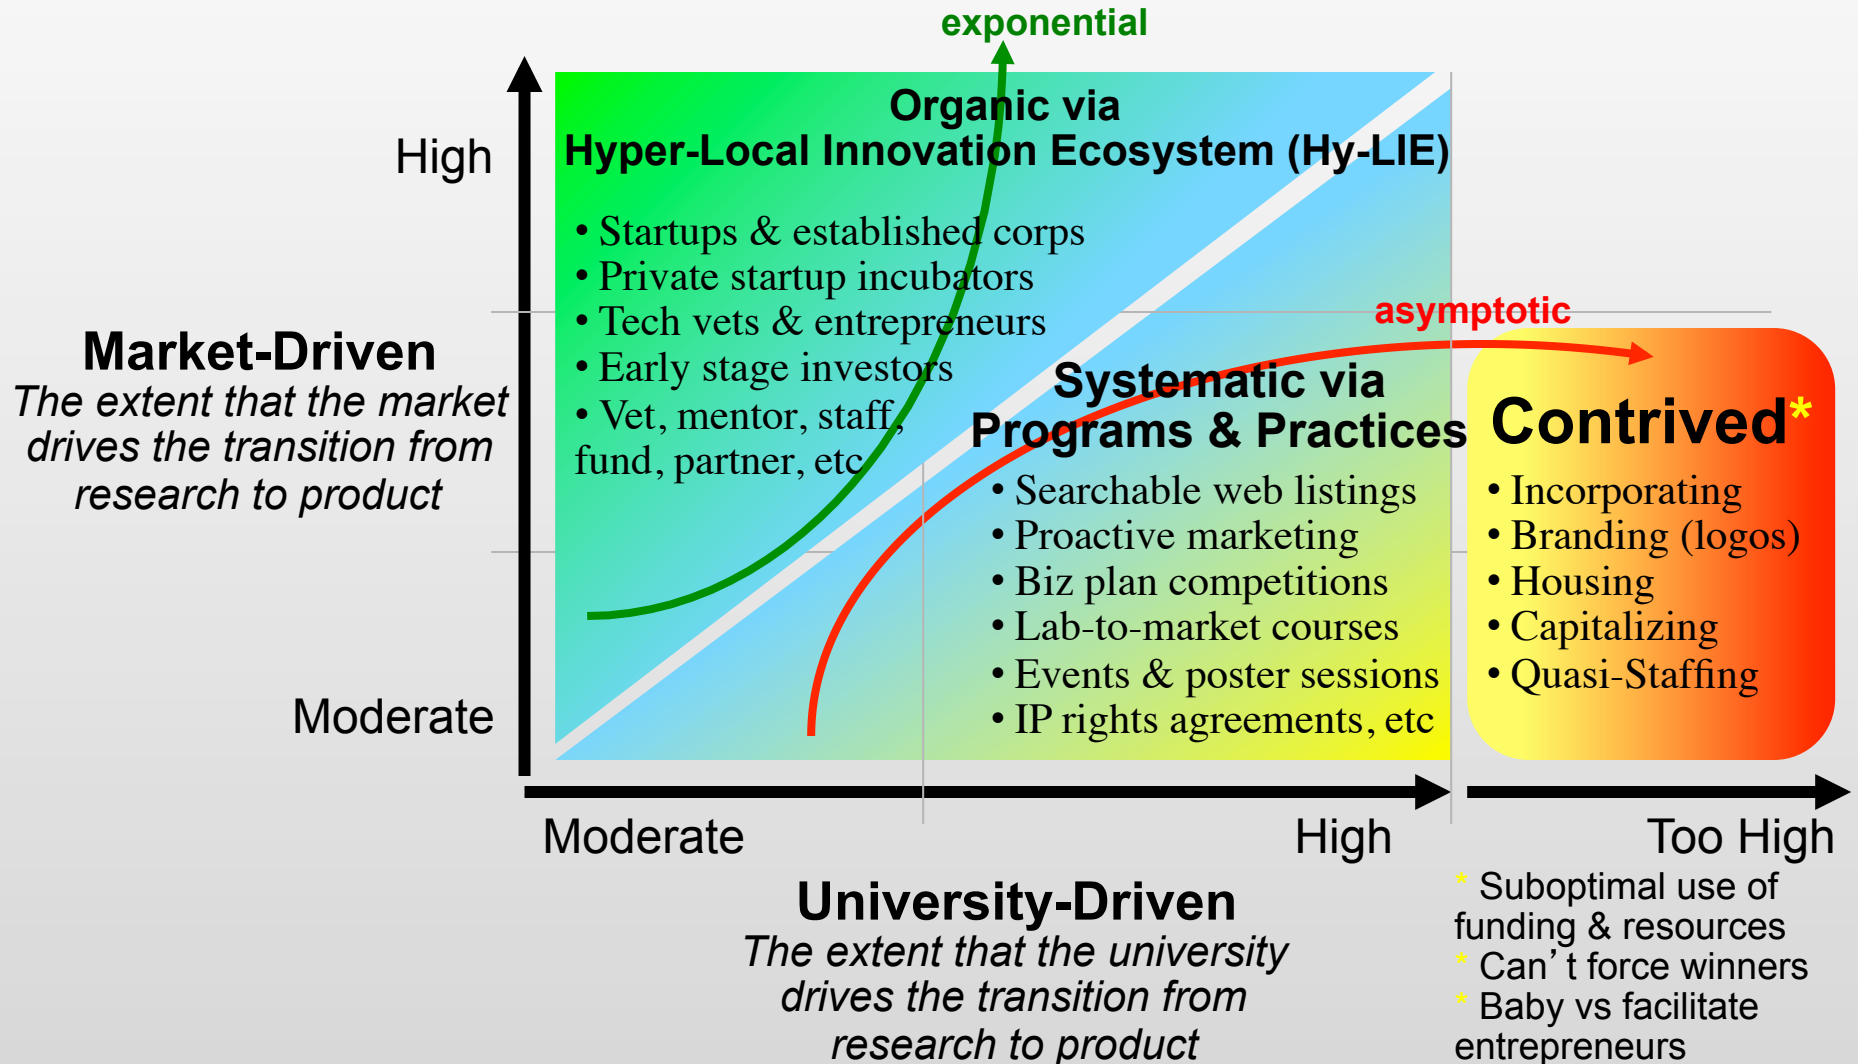 exponential
Organic via
Hyper-Local Innovation Ecosystem (Hy-LIE)
High
• Startups & established corps
• Private startup incubators
• Tech vets & entrepreneurs
• Early stage investors
• Vet, mentor, staff,
fund, partner, etc
Market-Driven
The extent that the market
drives the transition from
research to product
asymptotic
Systematic via
Programs & Practices
• Searchable web listings
• Proactive marketing
• Biz plan competitions
• Lab-to-market courses
• Events & poster sessions
• IP rights agreements, etc
Contrived*
• Incorporating
• Branding (logos)
• Housing
• Capitalizing
• Quasi-Staffing
Moderate
Moderate
High
Too High
University-Driven
The extent that the university
drives the transition from
research to product
* Suboptimal use of
funding & resources
* Can’t force winners
* Baby vs facilitate
entrepreneurs